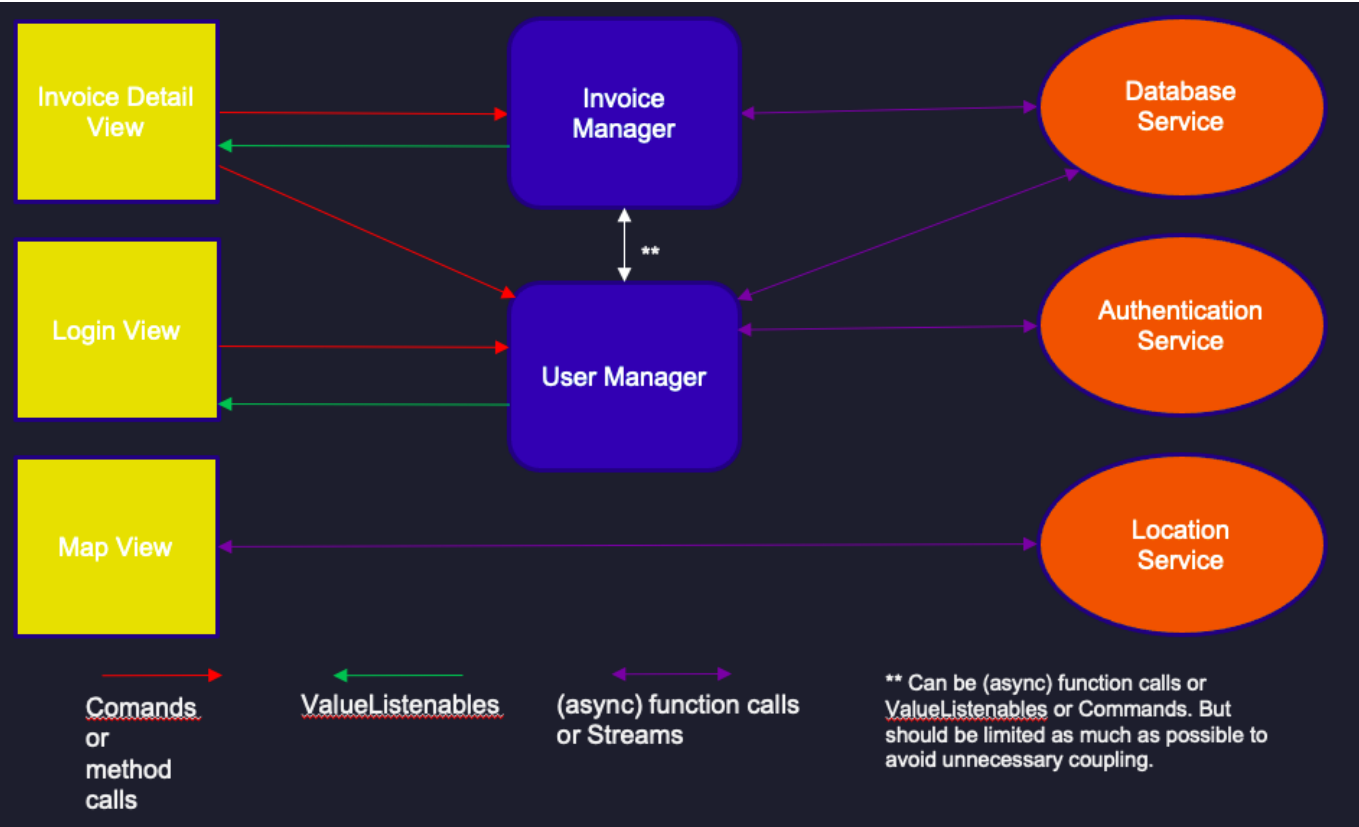 Invoice Detail
View
Invoice
Manager
Database
Service
**
Login View
User Manager
Authentication
Service
Map View
Location
Service
Comands
or
method
calls
ValueListenables
(async) function calls
or Streams
** Can be (async) function calls or
ValueListenables or Commands. But
should be limited as much as possible to
avoid unnecessary coupling.